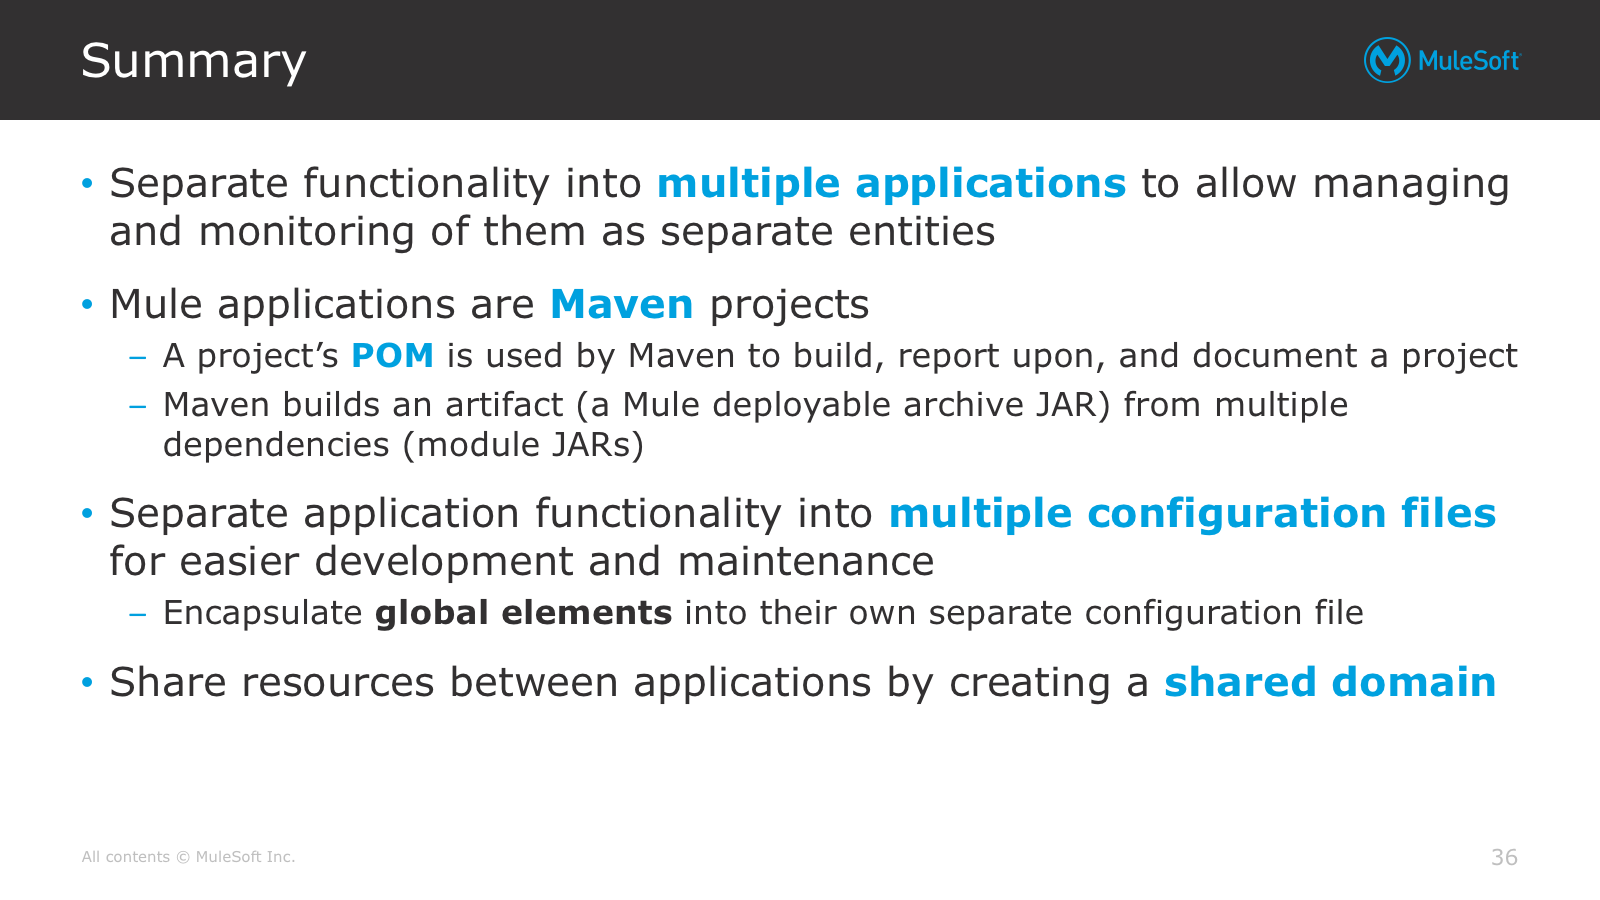 Summary
MuleSoft
• Separate functionality into multiple applications to allow managing
and monitoring of them as separate entities
• Mule applications are Maven projects
– A project’s POM is used by Maven to build, report upon, and document a project
– Maven builds an artifact (a Mule deployable archive JAR) from multiple
dependencies (module JARs)
• Separate application functionality into multiple configuration files
for easier development and maintenance
– Encapsulate global elements into their own separate configuration file
• Share resources between applications by creating a shared domain
All contents © MuleSoft Inc.
36